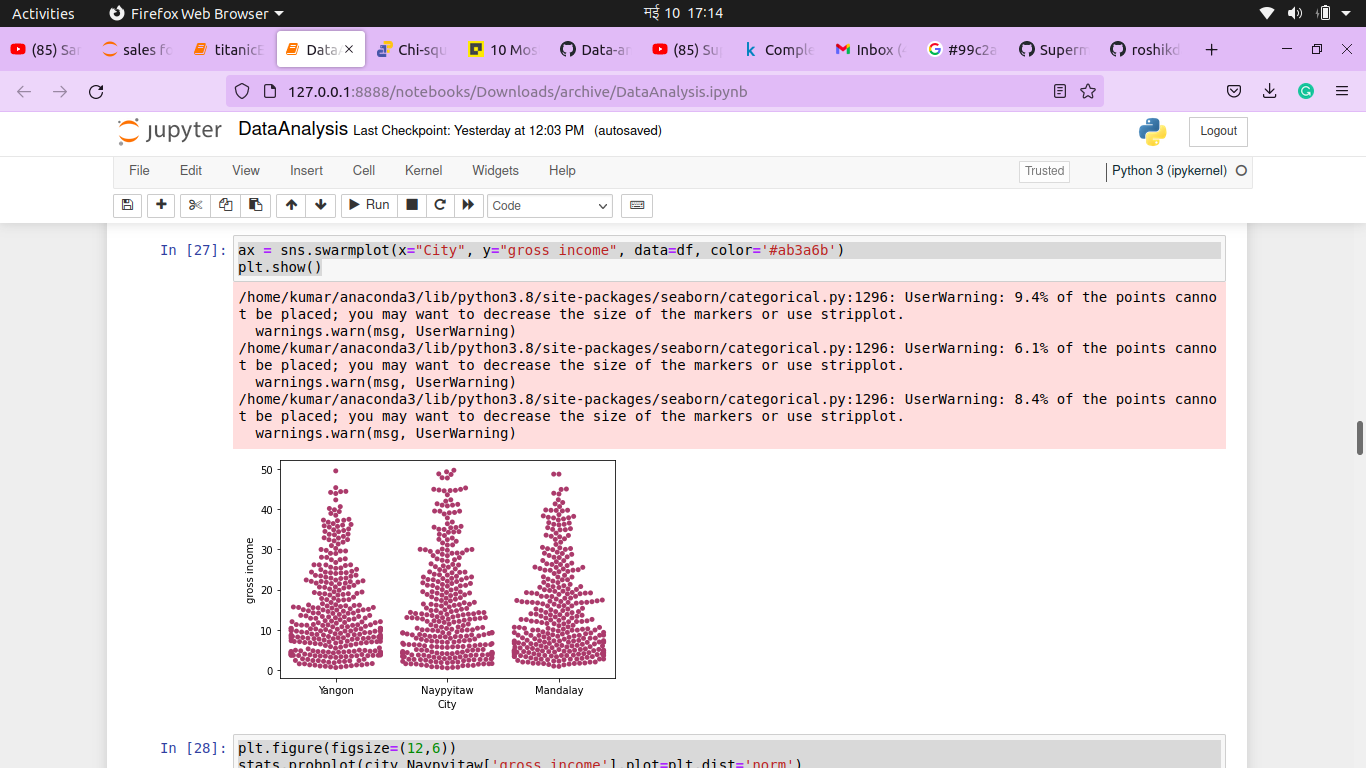 Activities Firefox Web Browser मई 10 17:14
(85) Sa sales fo titanicE Data Chi-squ 10 Mos Data-an (85) Su Comple Inbox ( #99c2a Superm roshikd
127.0.0.1:8888/notebooks/Downloads/archive/DataAnalysis.ipynb
jupyter DataAnalysis Last Checkpoint: Yesterday at 12:03 PM (autosaved) Logout
File Edit View Insert Cell Kernel Widgets Help Trusted Python 3 (ipykernel)
Run Code
In [27]: ax = sns.swarmplot(x="City", y="gross income", data=df, color='#ab3a6b')
plt.show()
/home/kumar/anaconda3/lib/python3.8/site-packages/seaborn/categorical.py:1296: UserWarning: 9.4% of the points canno
t be placed; you may want to decrease the size of the markers or use stripplot.
warnings.warn(msg, UserWarning)
/home/kumar/anaconda3/lib/python3.8/site-packages/seaborn/categorical.py:1296: UserWarning: 6.1% of the points canno
t be placed; you may want to decrease the size of the markers or use stripplot.
warnings.warn(msg, UserWarning)
/home/kumar/anaconda3/lib/python3.8/site-packages/seaborn/categorical.py:1296: UserWarning: 8.4% of the points canno
t be placed; you may want to decrease the size of the markers or use stripplot.
warnings.warn(msg, UserWarning)
50
40
30
gross income
20
10
0
Yangon Naypyitaw Mandalay
City
In [28]: plt.figure(figsize=(12,6))
stats.probplot(city_Naypyitaw['gross income'],plot=plt,dist='norm')